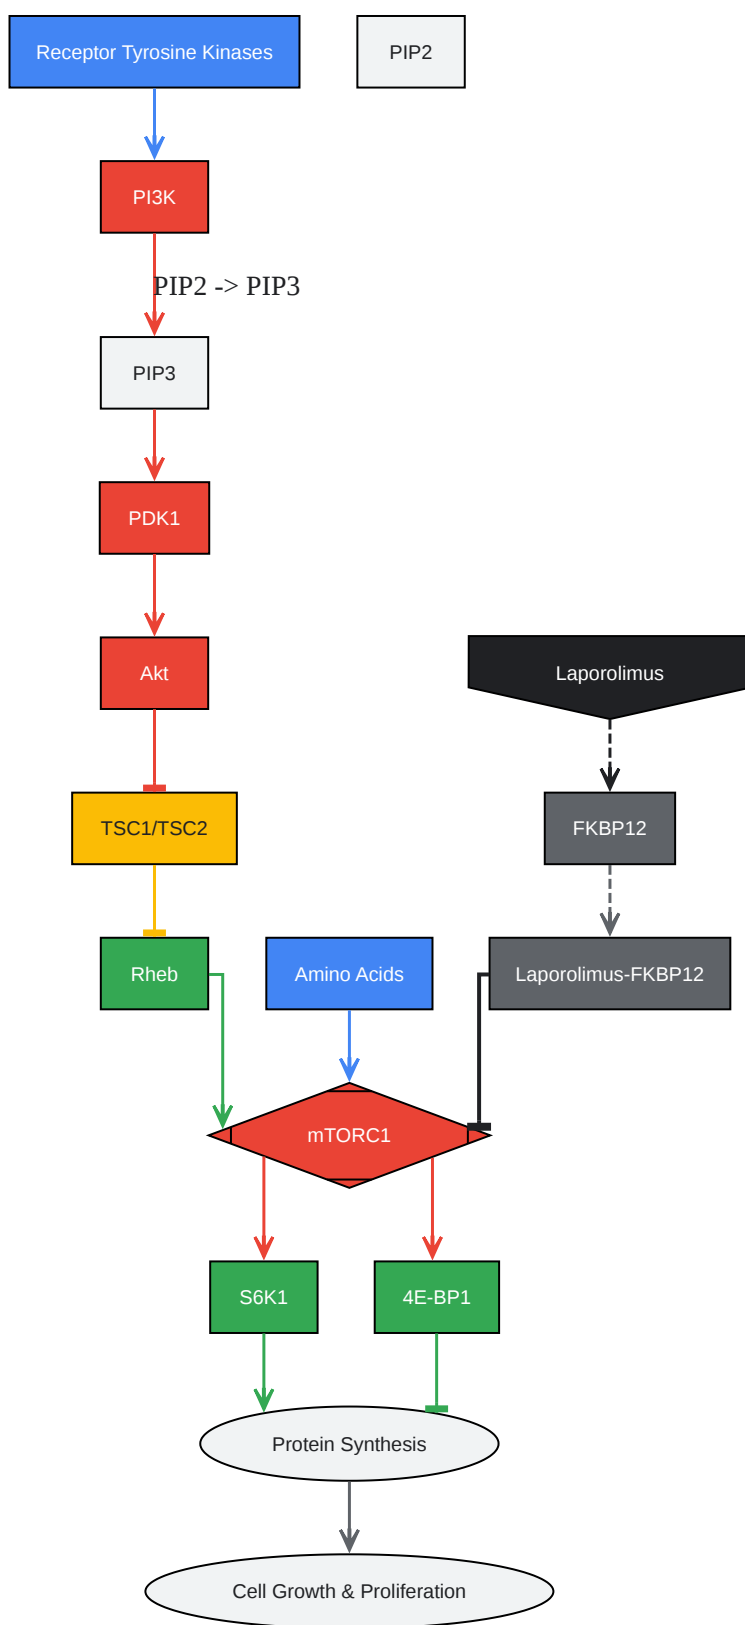 Receptor Tyrosine Kinases
PIP2
PI3K
PIP2 -> PIP3
PIP3
PDK1
Akt
Laporolimus
TSC1/TSC2
FKBP12
Rheb
Amino Acids
Laporolimus-FKBP12
mTORC1
S6K1
4E-BP1
Protein Synthesis
Cell Growth & Proliferation